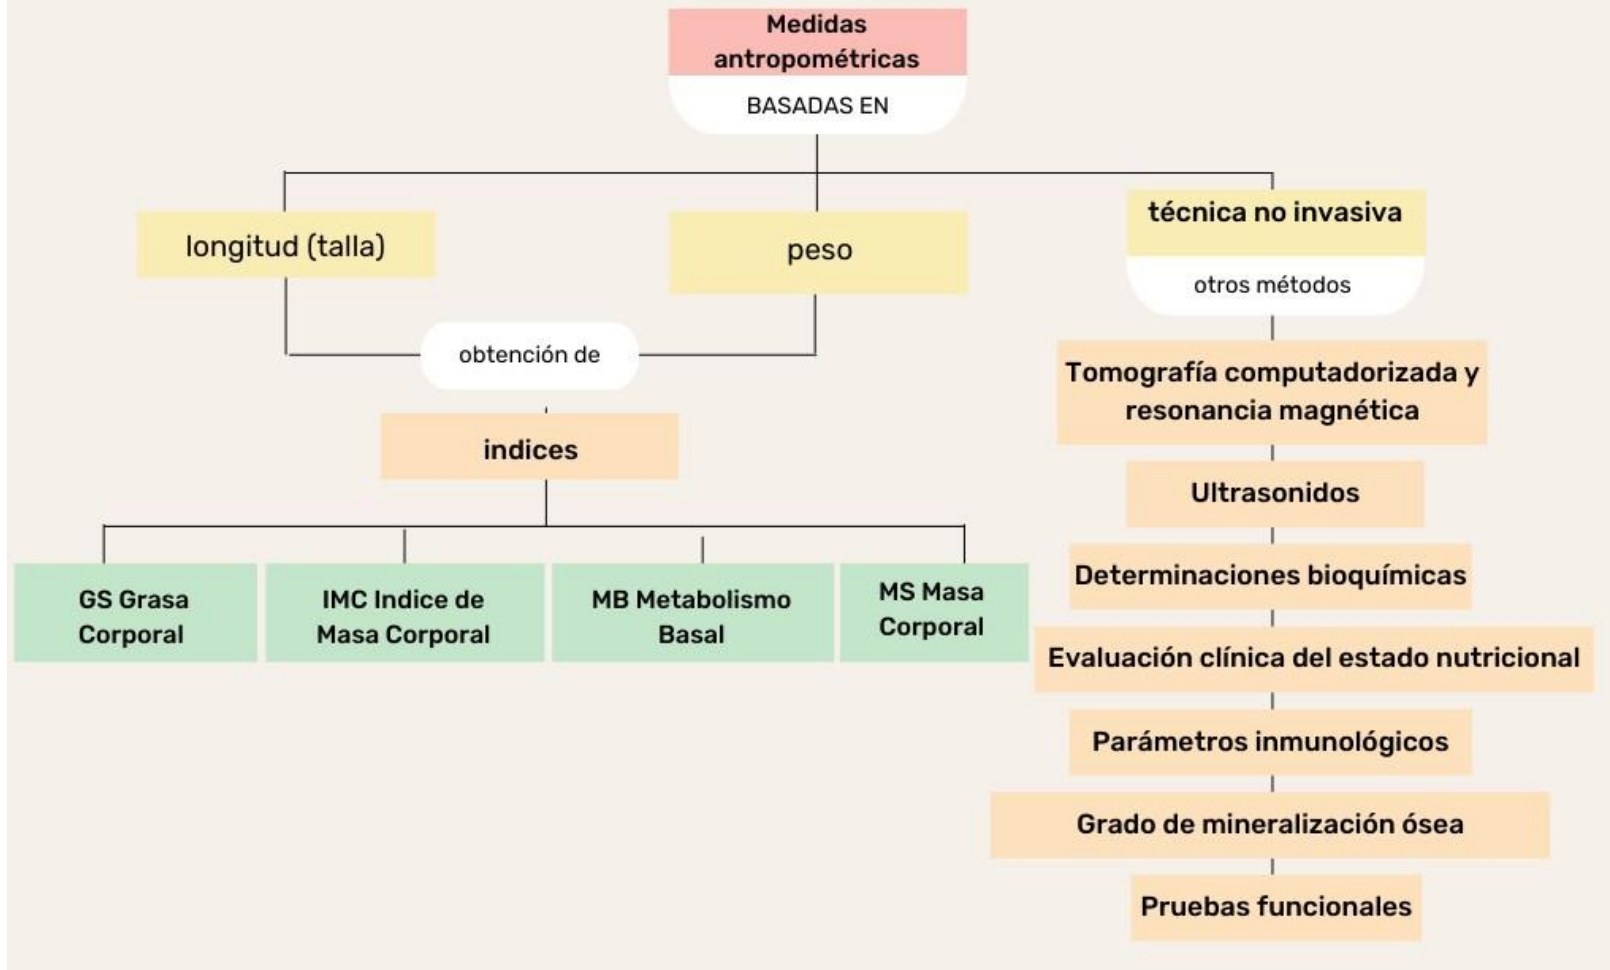 Medidas
antropométricas
BASADAS EN
longitud (talla)
peso
técnica no invasiva
otros métodos
obtención de
indices
GS Grasa
Corporal
IMC Indice de
Masa Corporal
MB Metabolismo
Basal
MS Masa
Corporal
Tomografía computadorizada y
resonancia magnética
Ultrasonidos
Determinaciones bioquímicas
Evaluación clínica del estado nutricional
Parámetros inmunológicos
Grado de mineralización ósea
Pruebas funcionales